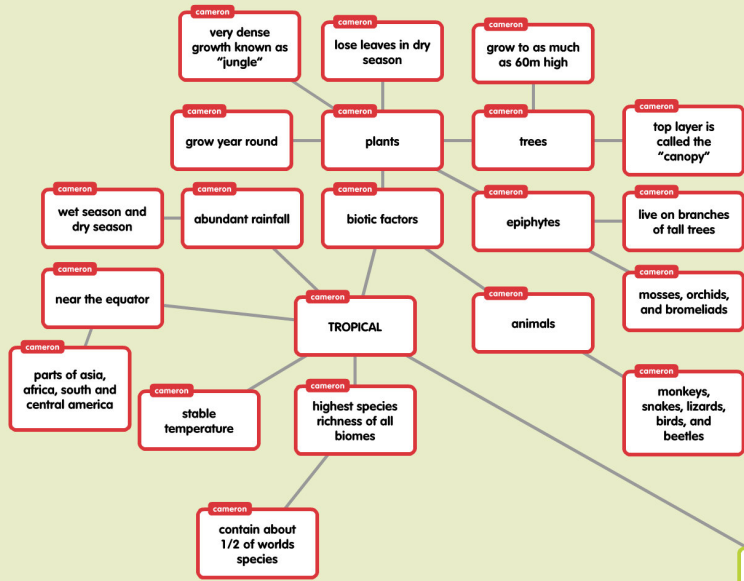 cameron
very dense
growth known as
"jungle"
cameron
lose leaves in dry
season
cameron
grow to as much
as 60m high
cameron
grow year round
cameron
plants
cameron
trees
cameron
top layer is
called the
"canopy"
cameron
wet season and
dry season
cameron
abundant rainfall
cameron
biotic factors
cameron
epiphytes
cameron
live on branches
of tall trees
cameron
near the equator
cameron
TROPICAL
cameron
animals
cameron
mosses, orchids,
and bromeliads
cameron
parts of asia,
africa, south and
central america
cameron
stable
temperature
cameron
highest species
richness of all
biomes
cameron
monkeys,
snakes, lizards,
birds, and
beetles
cameron
contain about
1/2 of worlds
species